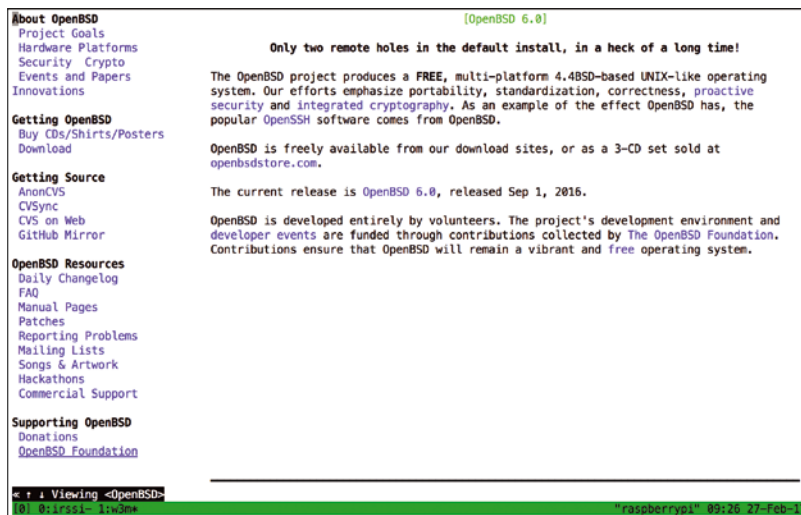 About OpenBSD
Project Goals
Hardware Platforms
Security Crypto
Events and Papers
Innovations
Getting OpenBSD
Buy CDs/Shirts/Posters
Download
Getting Source
AnonCVS
CVSync
CVS on Web
GitHub Mirror
OpenBSD Resources
Daily Changelog
FAQ
Manual Pages
Patches
Reporting Problems
Mailing Lists
Songs & Artwork
Hackathons
Commercial Support
Supporting OpenBSD
Donations
OpenBSD Foundation
[OpenBSD 6.0]
Only two remote holes in the default install, in a heck of a long time!
The OpenBSD project produces a FREE, multi-platform 4.4BSD-based UNIX-like operating
system. Our efforts emphasize portability, standardization, correctness, proactive
security and integrated cryptography. As an example of the effect OpenBSD has, the
popular OpenSSH software comes from OpenBSD.
OpenBSD is freely available from our download sites, or as a 3-CD set sold at
openbsdstore.com.
The current release is OpenBSD 6.0, released Sep 1, 2016.
OpenBSD is developed entirely by volunteers. The project's development environment and
developer events are funded through contributions collected by The OpenBSD Foundation.
Contributions ensure that OpenBSD will remain a vibrant and free operating system.
« ↑ ↓ Viewing <OpenBSD>
[0] 0:irssi- 1:w3m* "raspberrypi" 09:26 27-Feb-1